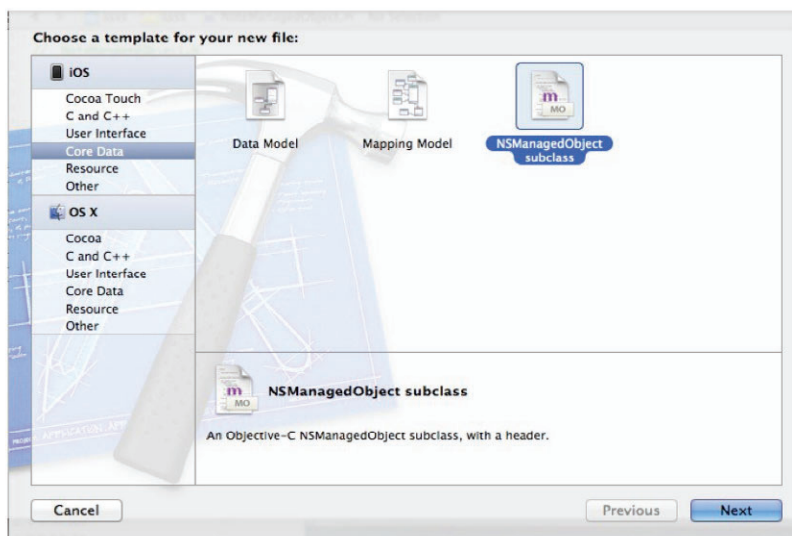 Choose a template for your new file:
iOS
Cocoa Touch
C and C++
User Interface
Core Data
Resource
Other
OS X
Cocoa
C and C++
User Interface
Core Data
Resource
Other
Data Model
Mapping Model
m
MO
NSManagedObject
subclass
m
MO
NSManagedObject subclass
An Objective-C NSManagedObject subclass, with a header.
Cancel
Previous
Next